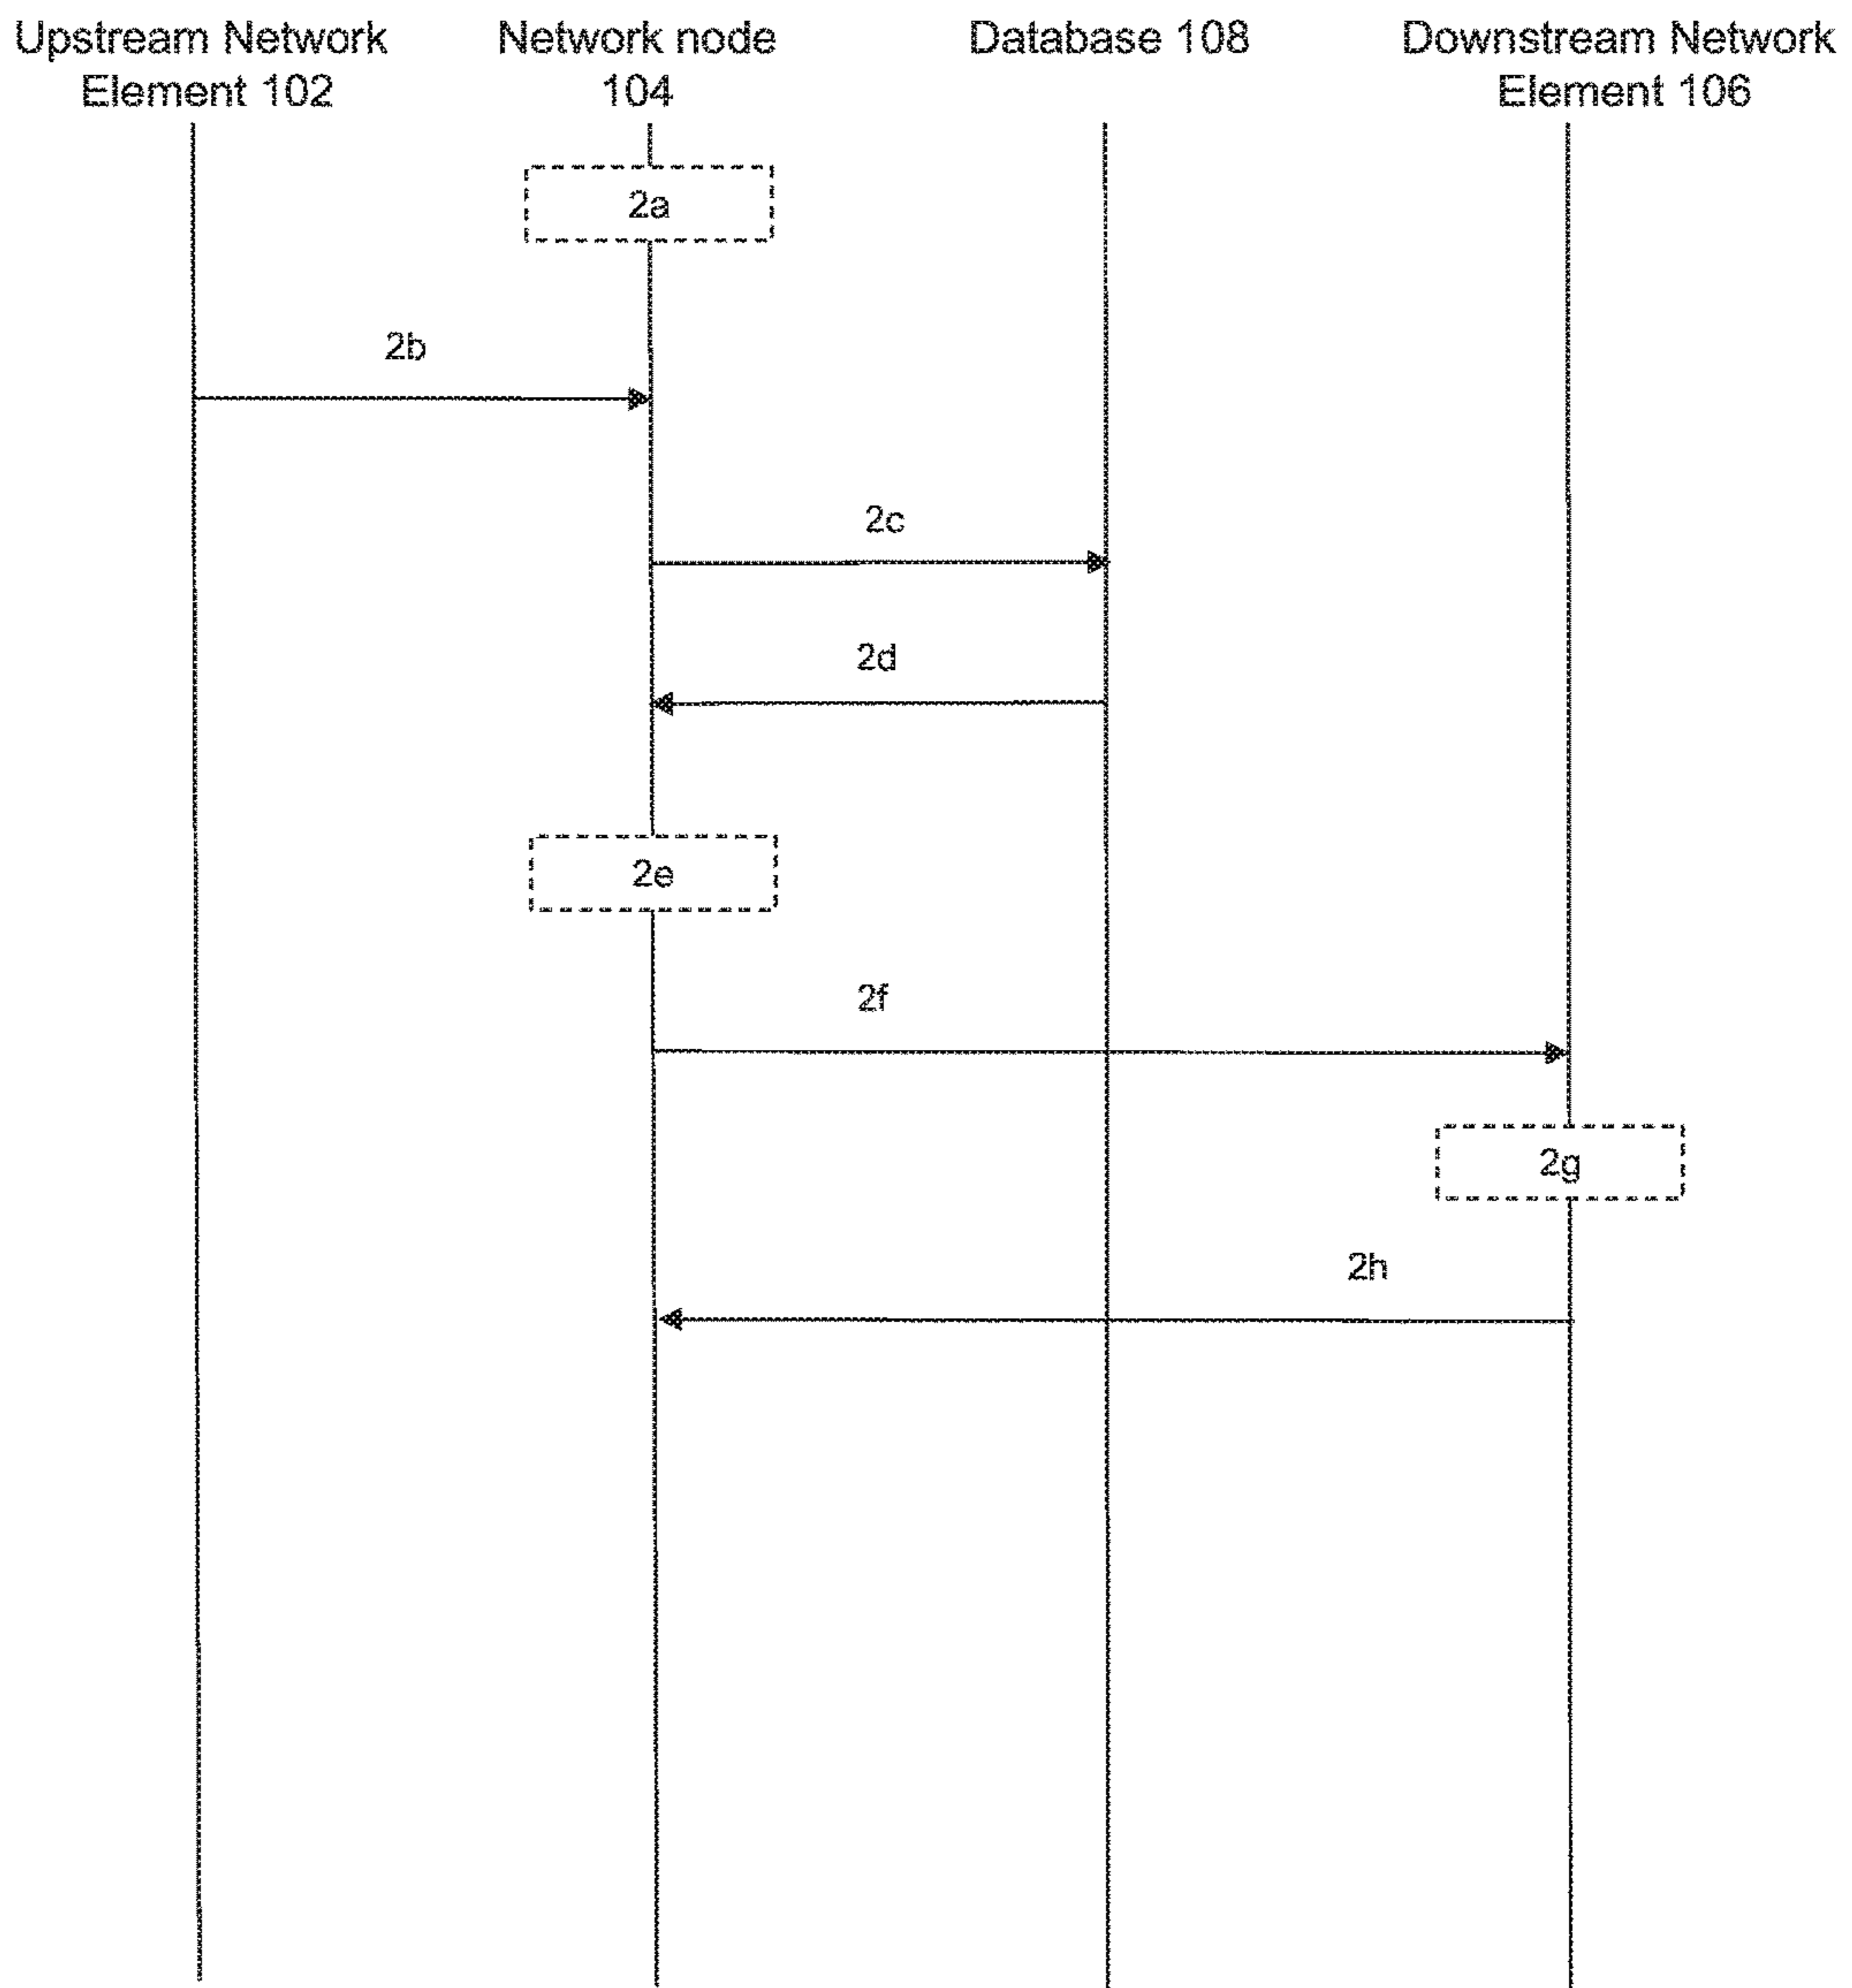 Upstream Network
Element 102
Network node
104
Database 108
Downstream Network
Element 106
2a
2b
2c
2d
2e
2f
2g
2h